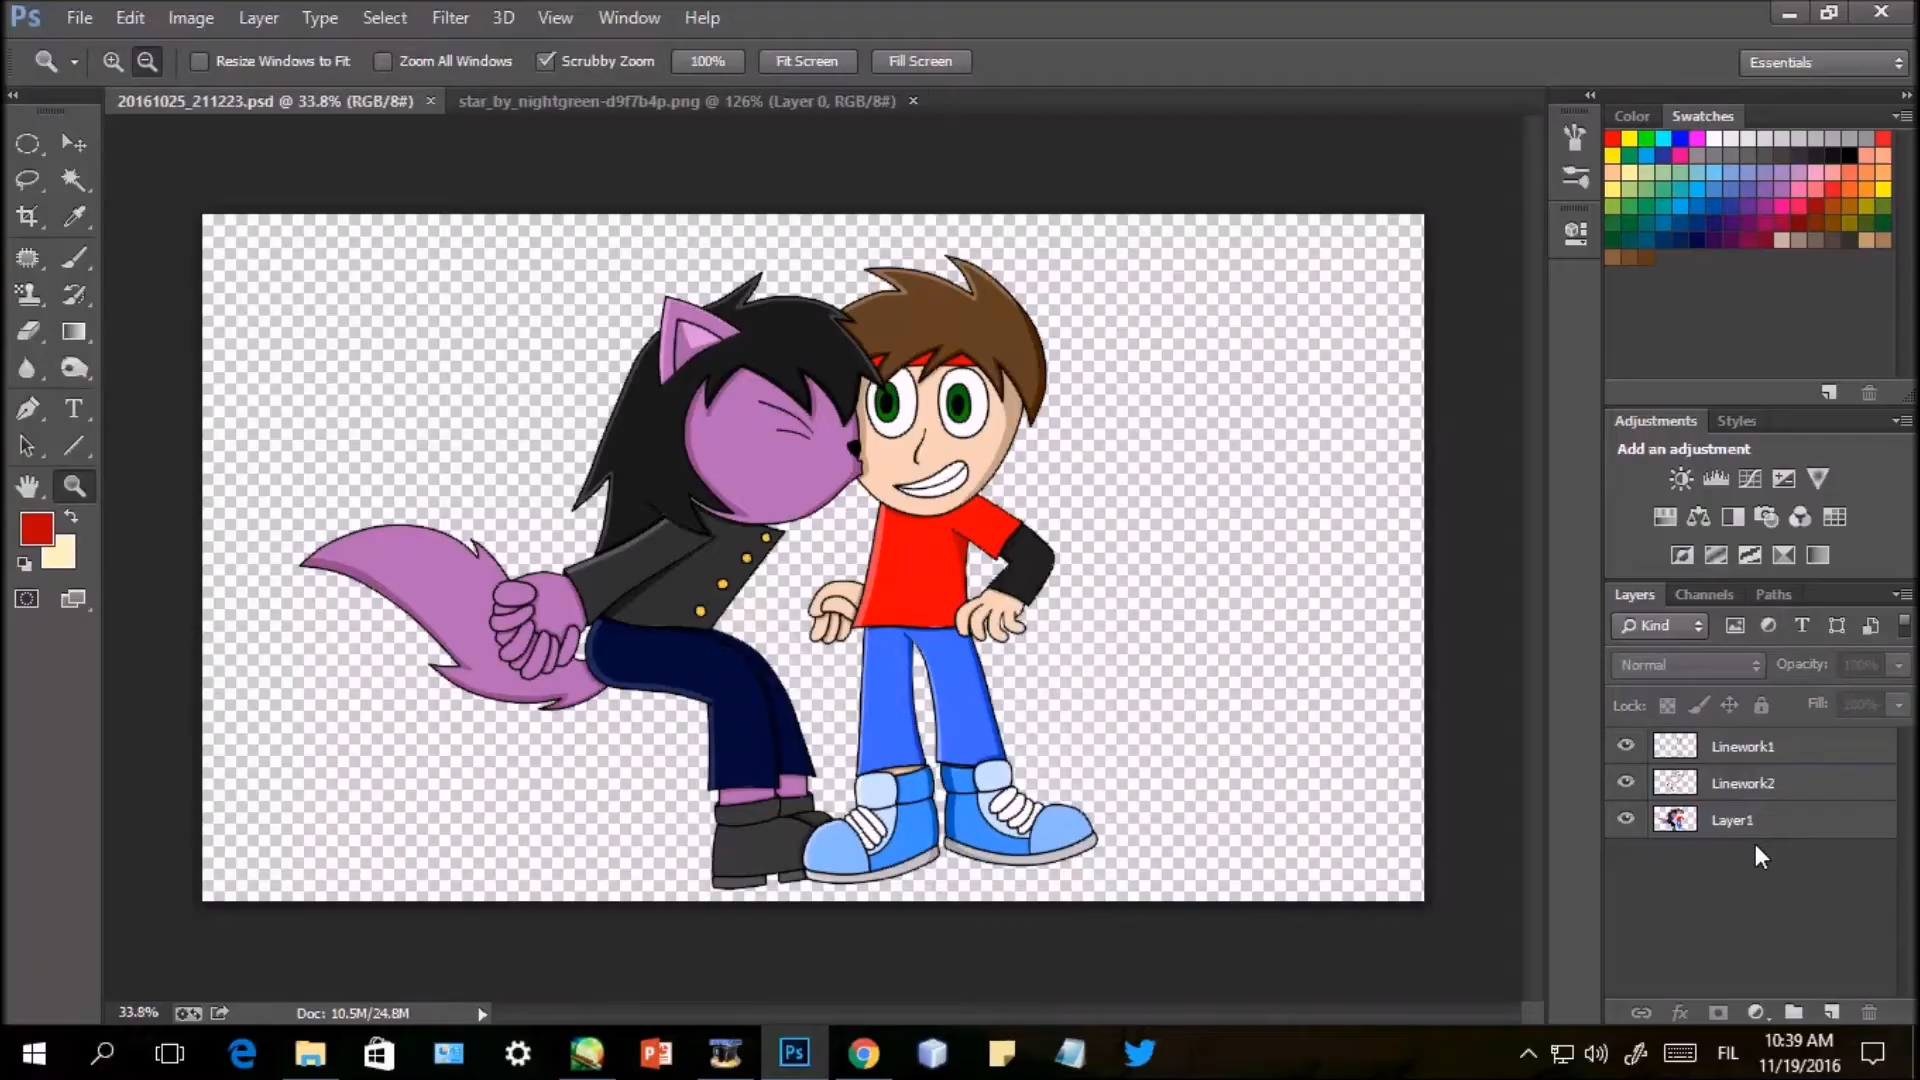 Ps File Edit Image Layer Type Select Filter 3D View Window Help
Resize Windows to Fit Zoom All Windows Scrubby Zoom 100% Fit Screen Fill Screen Essentials
20161025_211223.psd @ 33.8% (RGB/8#) × star_by_nightgreen-d9f7b4p.png @ 126% (Layer 0, RGB/8#) ×
Color Swatches
Adjustments Styles
Add an adjustment
Layers Channels Paths
Kind
Normal Opacity: 100%
Lock: Fill: 100%
Linework1
Linework2
Layer1
33.8% Doc: 10.5M/24.8M
Ps FIL 10:39 AM
11/19/2016